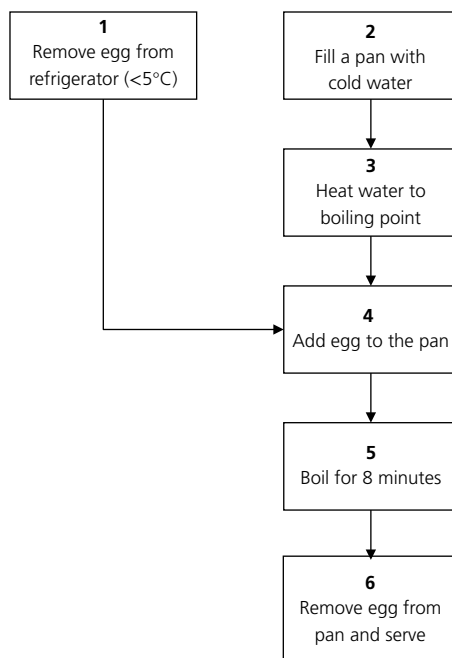 1
Remove egg from
refrigerator (<5°C)
2
Fill a pan with
cold water
3
Heat water to
boiling point
4
Add egg to the pan
5
Boil for 8 minutes
6
Remove egg from
pan and serve